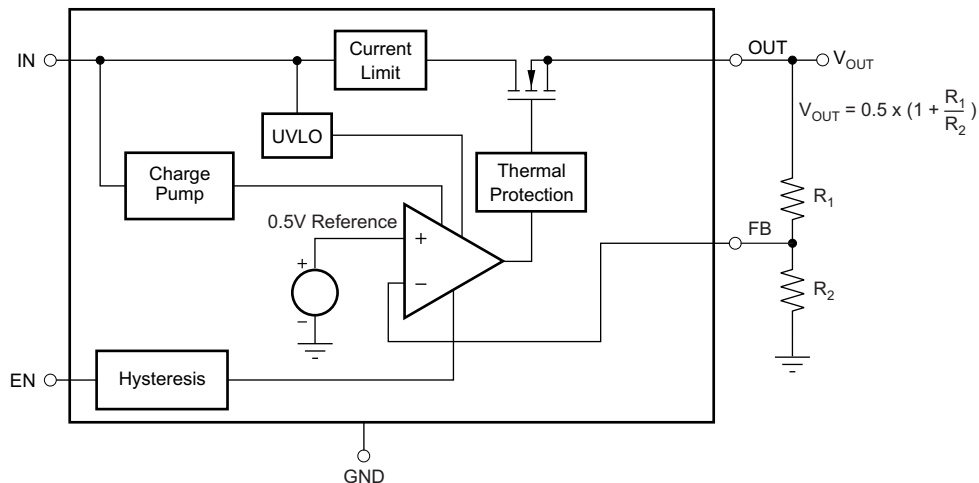 IN
Current
Limit
OUT
V_OUT
V_OUT = 0.5 x (1 + R_1/R_2)
UVLO
Charge
Pump
Thermal
Protection
R_1
0.5V Reference
FB
+
+
−
−
R_2
EN
Hysteresis
GND